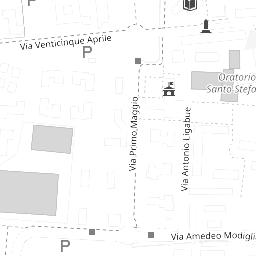 Via Venticinque Aprile
P
Oratorio
Santo Stefa
Via Primo Maggio
Via Antonio Ligabue
Via Amedeo Modigli
P